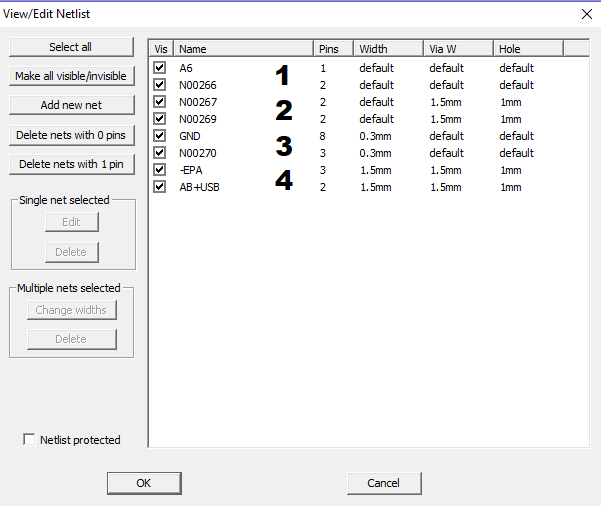 View/Edit Netlist
Select all
Make all visible/invisible
Add new net
Delete nets with 0 pins
Delete nets with 1 pin
Single net selected
Edit
Delete
Multiple nets selected
Change widths
Delete
Netlist protected
Vis Name Pins Width Via W Hole
A6 1 default default default
1
N00266 2 default default default
N00267 2 default 1.5mm 1mm
2
N00269 2 default 1.5mm 1mm
GND 8 0.3mm default default
3
N00270 3 0.3mm default default
-EPA 3 1.5mm 1.5mm 1mm
4
AB+USB 2 1.5mm 1.5mm 1mm
OK
Cancel